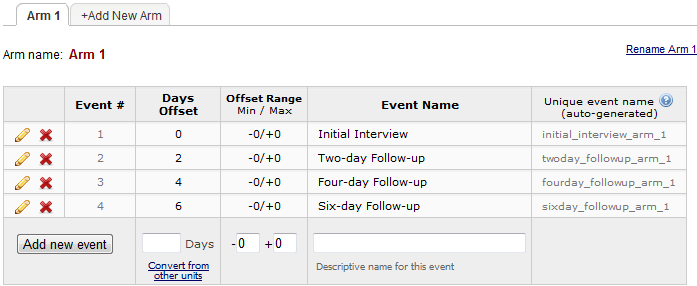 Arm 1 +Add New Arm
Arm name: Arm 1 Rename Arm 1
Event # Days Offset Offset Range Min / Max Event Name Unique event name (auto-generated)
1 0 -0/+0 Initial Interview initial_interview_arm_1
2 2 -0/+0 Two-day Follow-up twoday_followup_arm_1
3 4 -0/+0 Four-day Follow-up fourday_followup_arm_1
4 6 -0/+0 Six-day Follow-up sixday_followup_arm_1
Add new event Days -0 +0
Convert from other units Descriptive name for this event